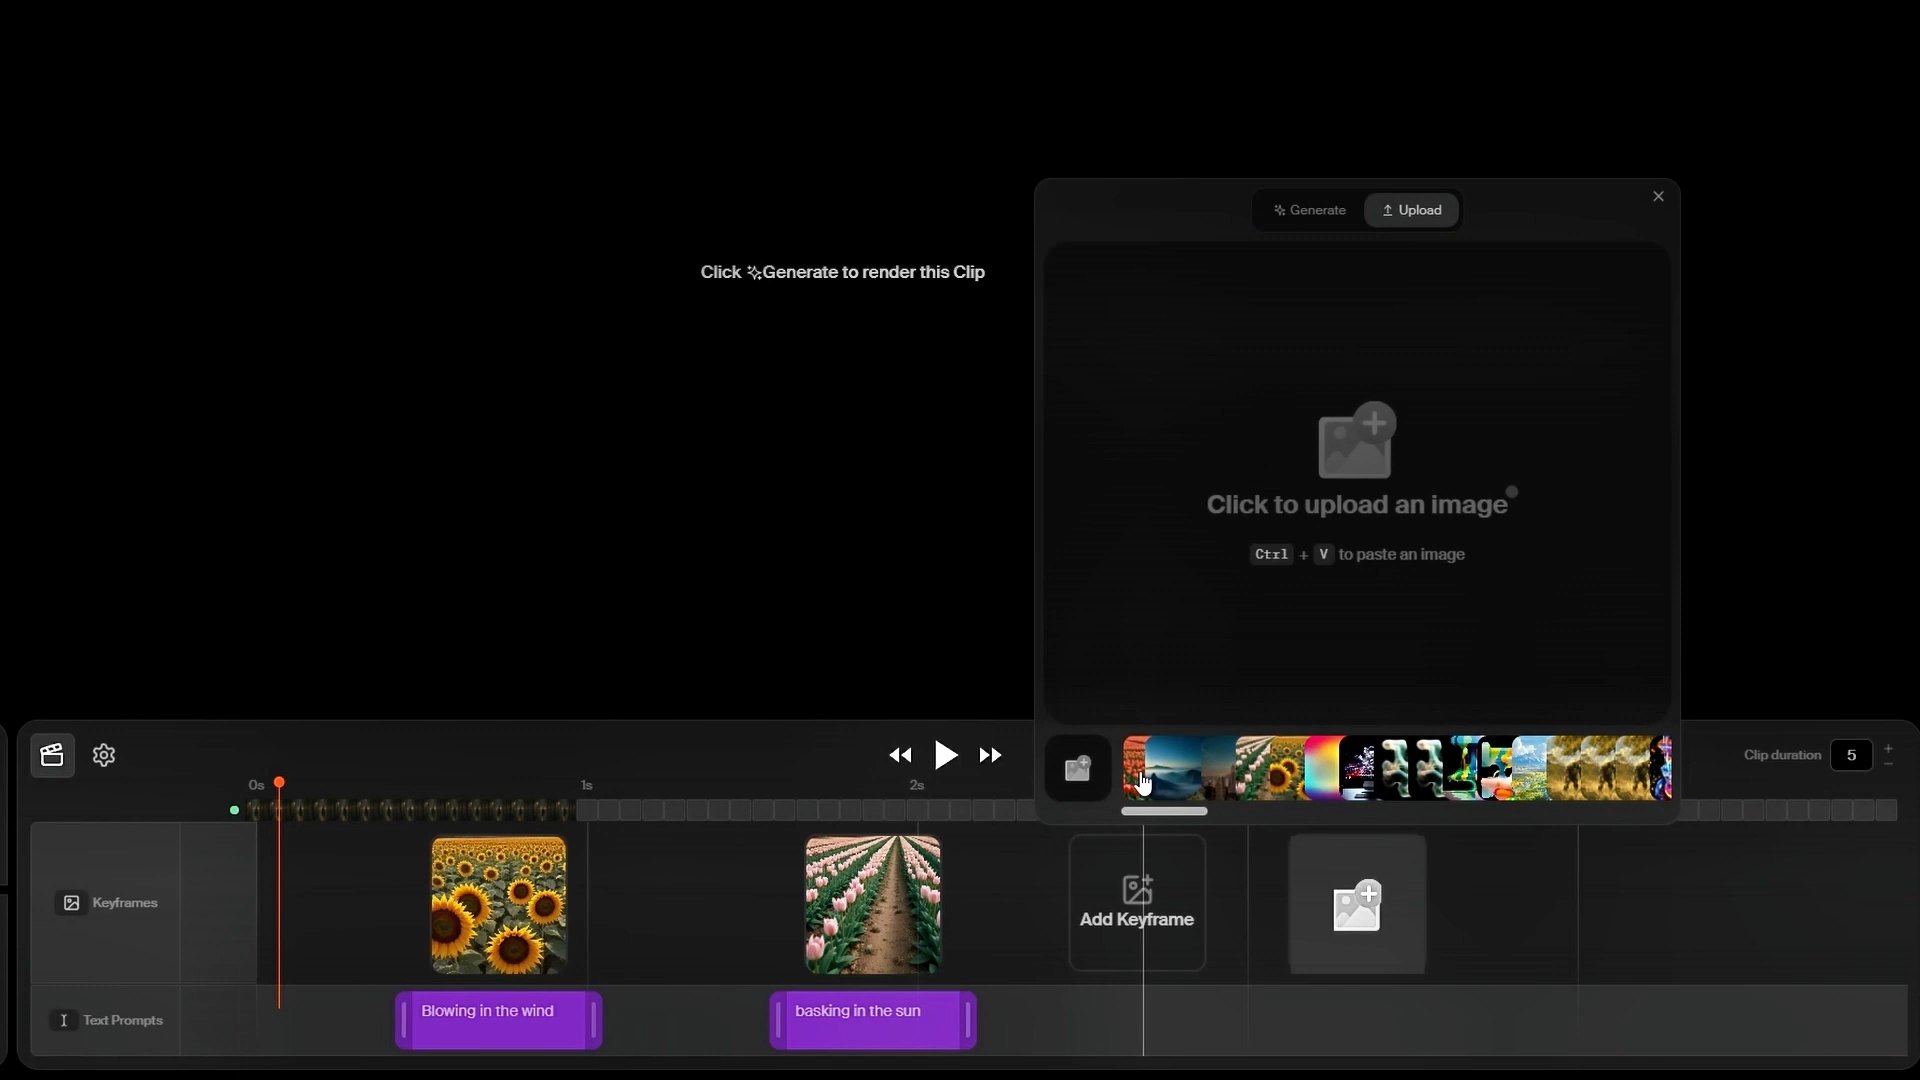 Generate
Upload
Click Generate to render this Clip
Click to upload an image
Ctrl + V to paste an image
Clip duration 5
0s
1s
2s
Keyframes
Add Keyframe
Text Prompts
Blowing in the wind
basking in the sun